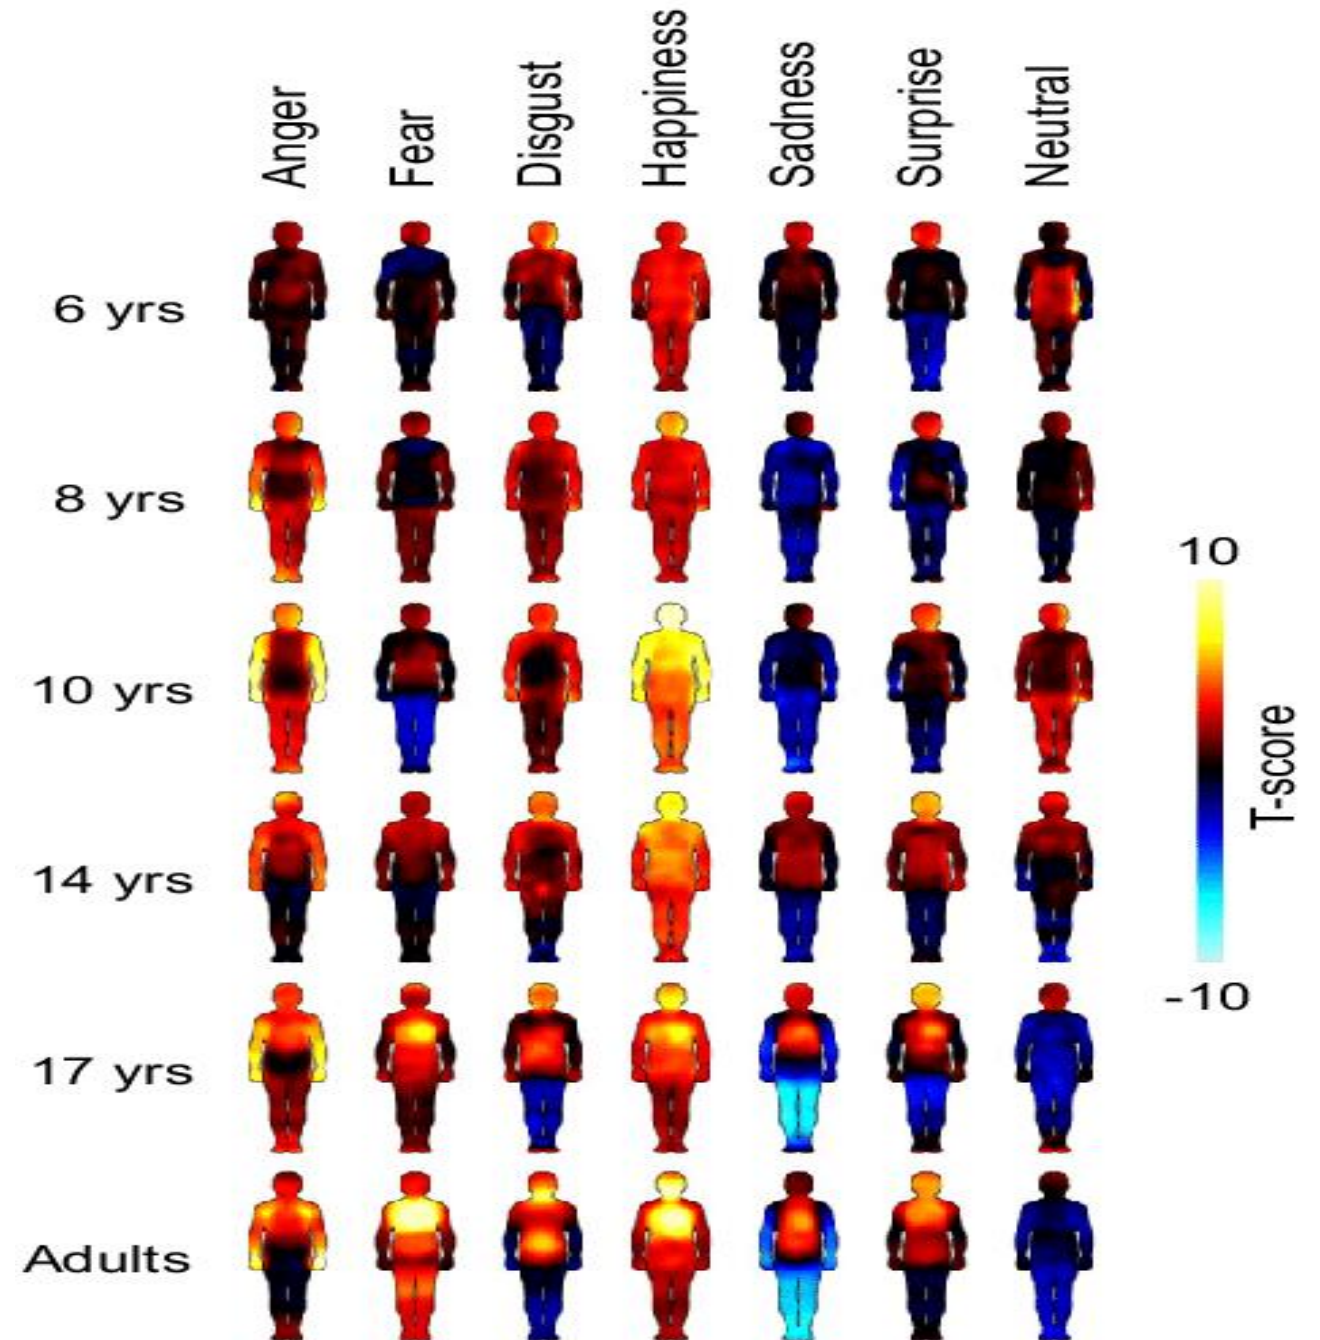 Anger
Fear
Disgust
Happiness
Sadness
Surprise
Neutral
6 yrs
8 yrs
10 yrs
14 yrs
17 yrs
Adults
10
T-score
-10